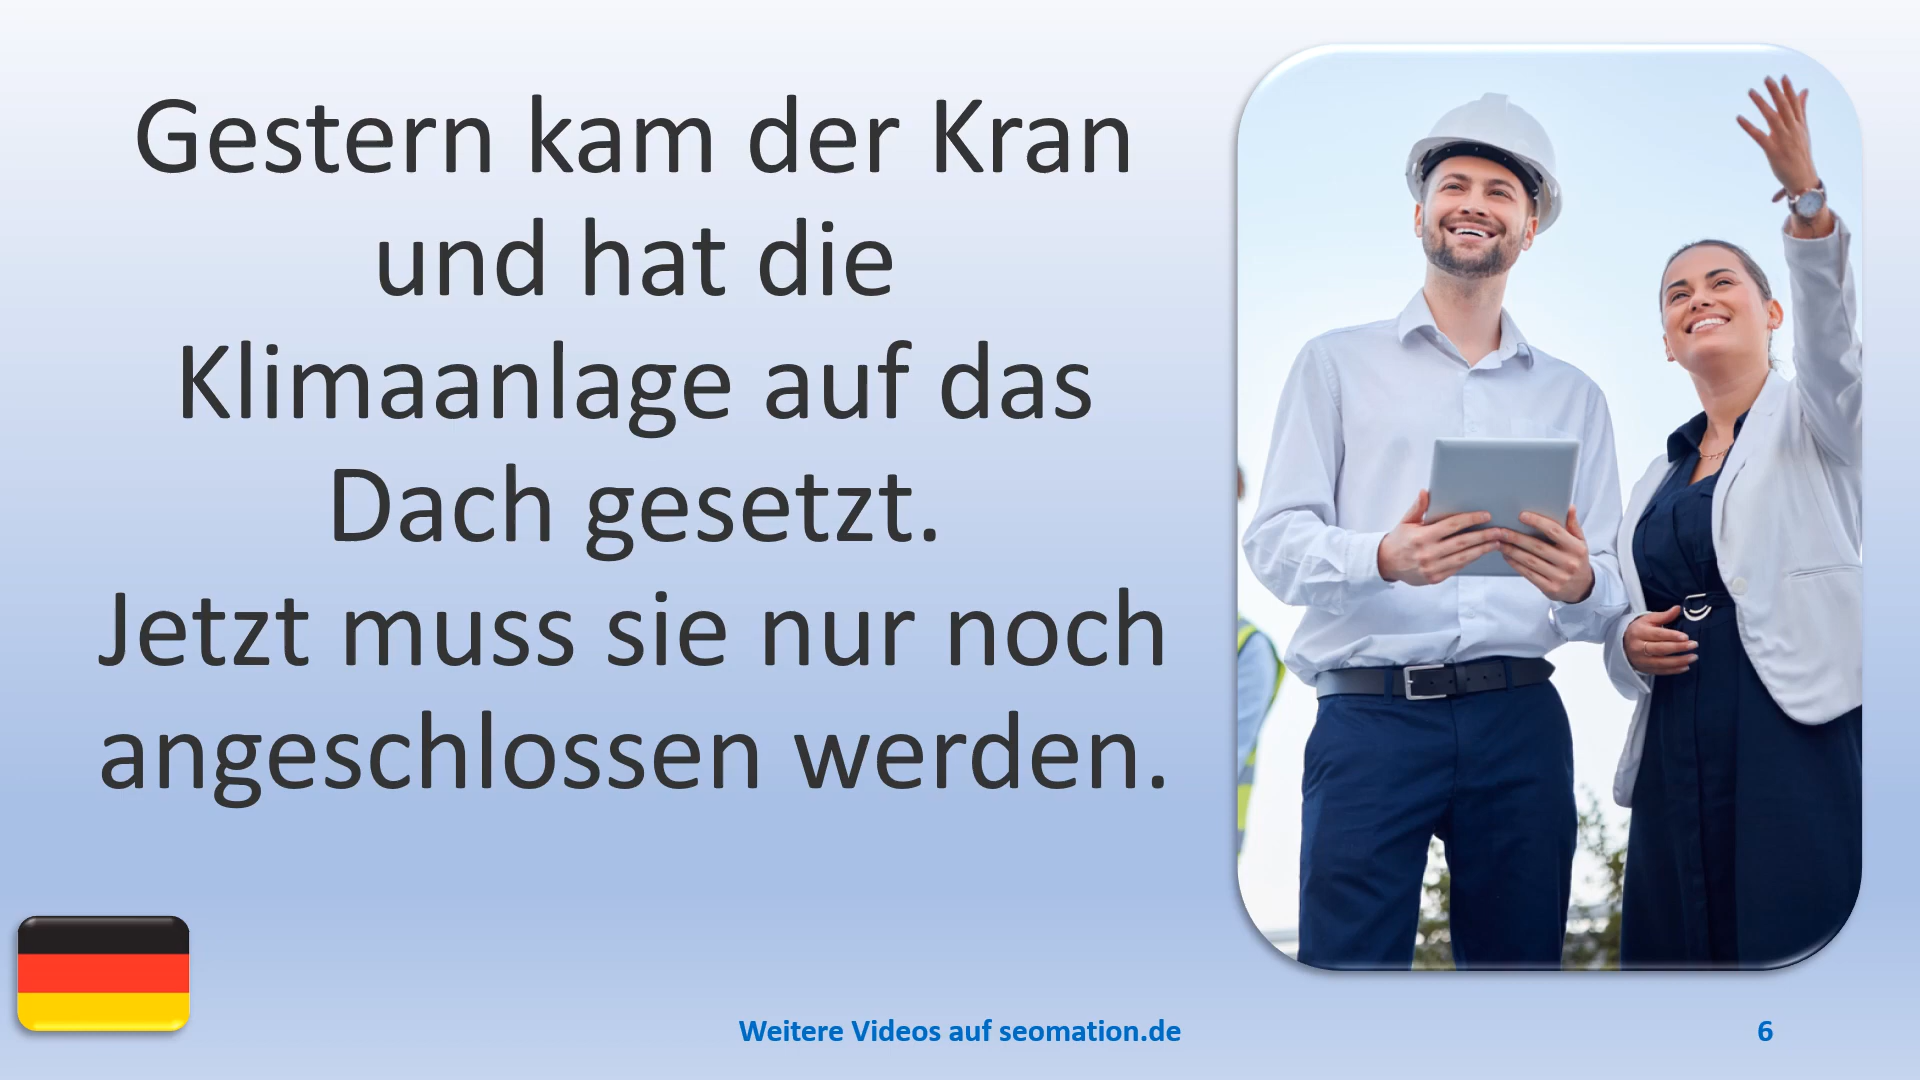 Gestern kam der Kran
und hat die
Klimaanlage auf das
Dach gesetzt.
Jetzt muss sie nur noch
angeschlossen werden.
Weitere Videos auf seomation.de
6